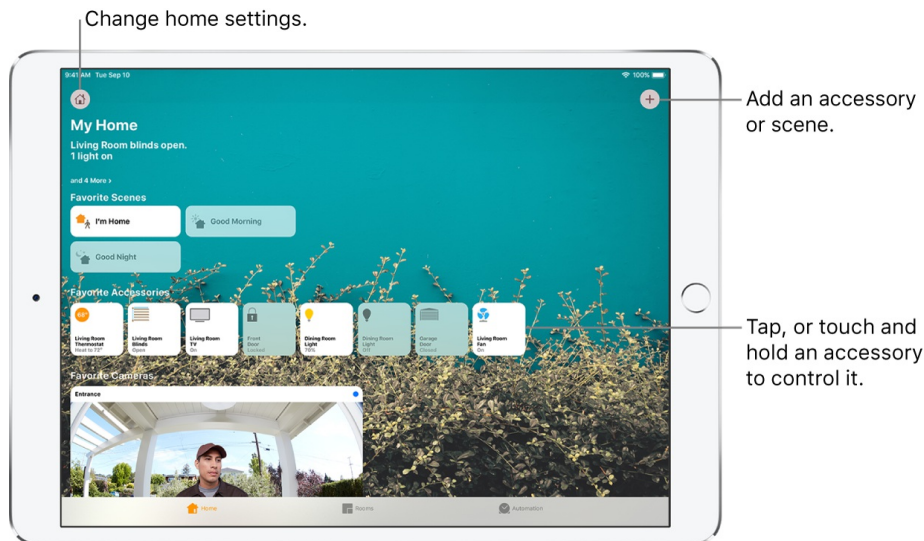 Change home settings.
9:41 AM Tue Sep 10
100%
Add an accessory
or scene.
My Home
Living Room blinds open.
1 light on
and 4 More >
Favorite Scenes
I'm Home
Good Morning
Good Night
Favorite Accessories
68°
Living Room
Thermostat
Heat to 72°
Living Room
Blinds
Open
Living Room
TV
On
Front
Door
Locked
Dining Room
Light
70%
Dining Room
Light
Off
Garage
Door
Closed
Living Room
Fan
On
Tap, or touch and
hold an accessory
to control it.
Favorite Cameras
Entrance
Home
Rooms
Automation